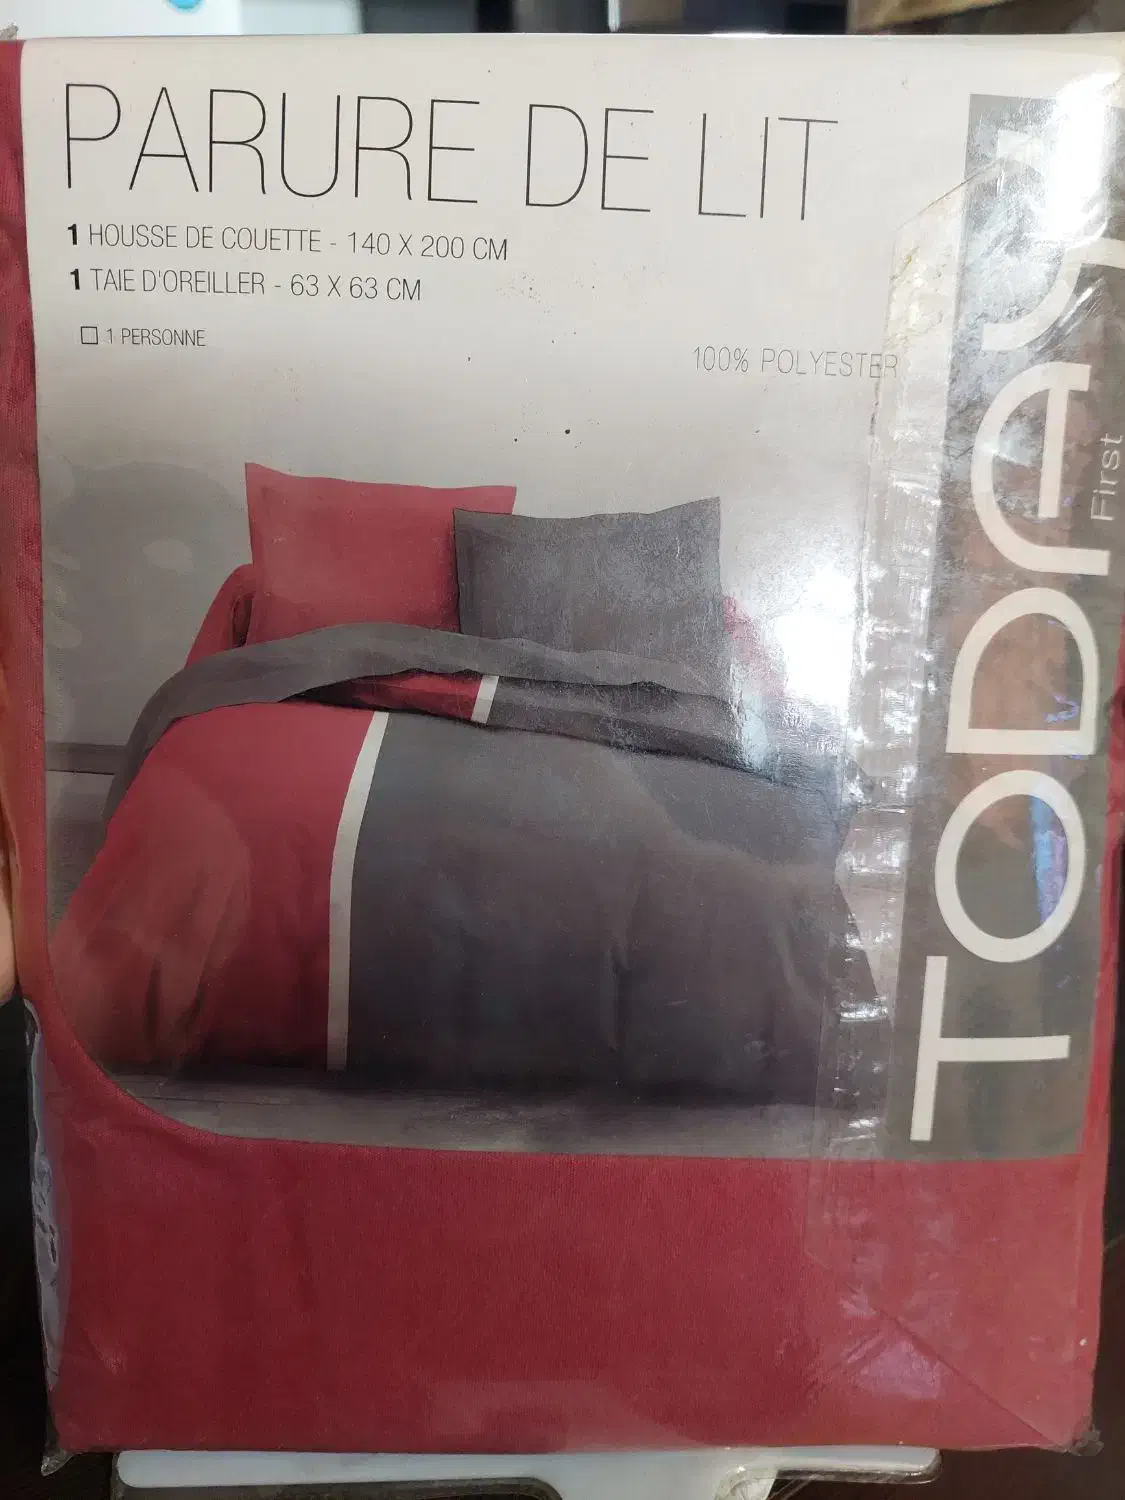 PARURE DE LIT
1 HOUSSE DE COUETTE - 140 X 200 CM
1 TAIE D'OREILLER - 63 X 63 CM
1 PERSONNE
100% POLYESTER
TODAY
First